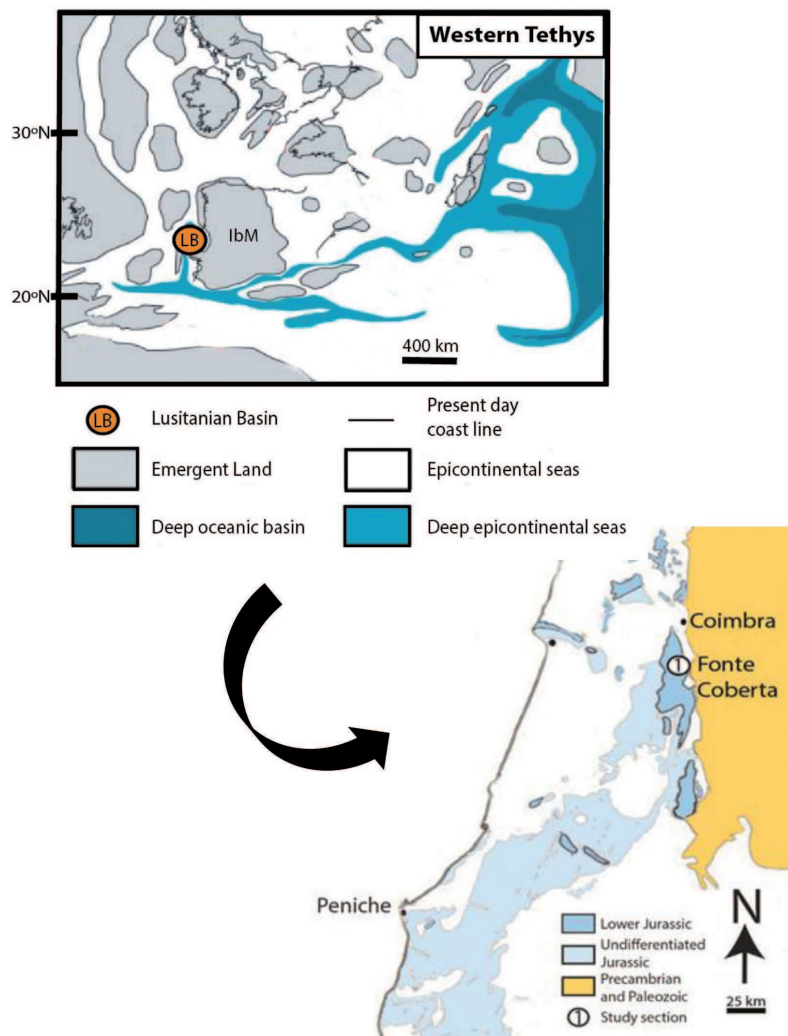 Western Tethys
30ºN
LB
IbM
20ºN
400 km
LB
Lusitanian Basin
Present day
coast line
Emergent Land
Epicontinental seas
Deep oceanic basin
Deep epicontinental seas
Coimbra
1
Fonte
Coberta
Peniche
Lower Jurassic
Undifferentiated
Jurassic
Precambrian
and Paleozoic
1
Study section
N
25 km